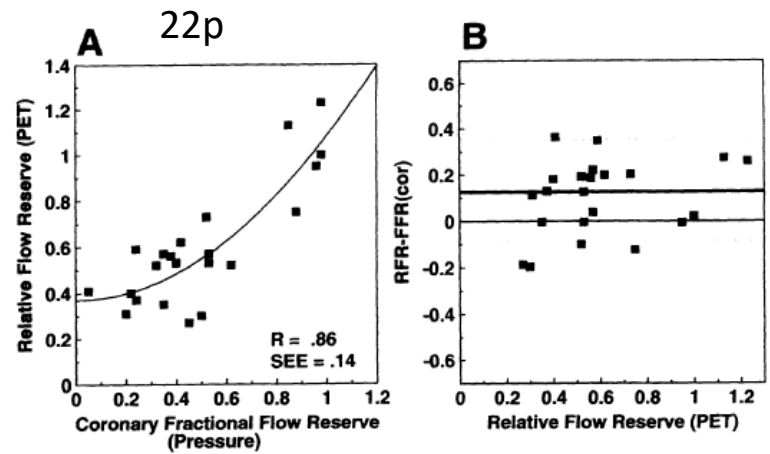 22p
A
1.4
1.2
1
0.8
0.6
0.4
0.2
0
0 0.2 0.4 0.6 0.8 1 1.2
Relative Flow Reserve (PET)
R = .86
SEE = .14
Coronary Fractional Flow Reserve
(Pressure)
B
0.6
0.4
0.2
0
-0.2
-0.4
-0.6
0 0.2 0.4 0.6 0.8 1 1.2
RFR-FFR(cor)
Relative Flow Reserve (PET)